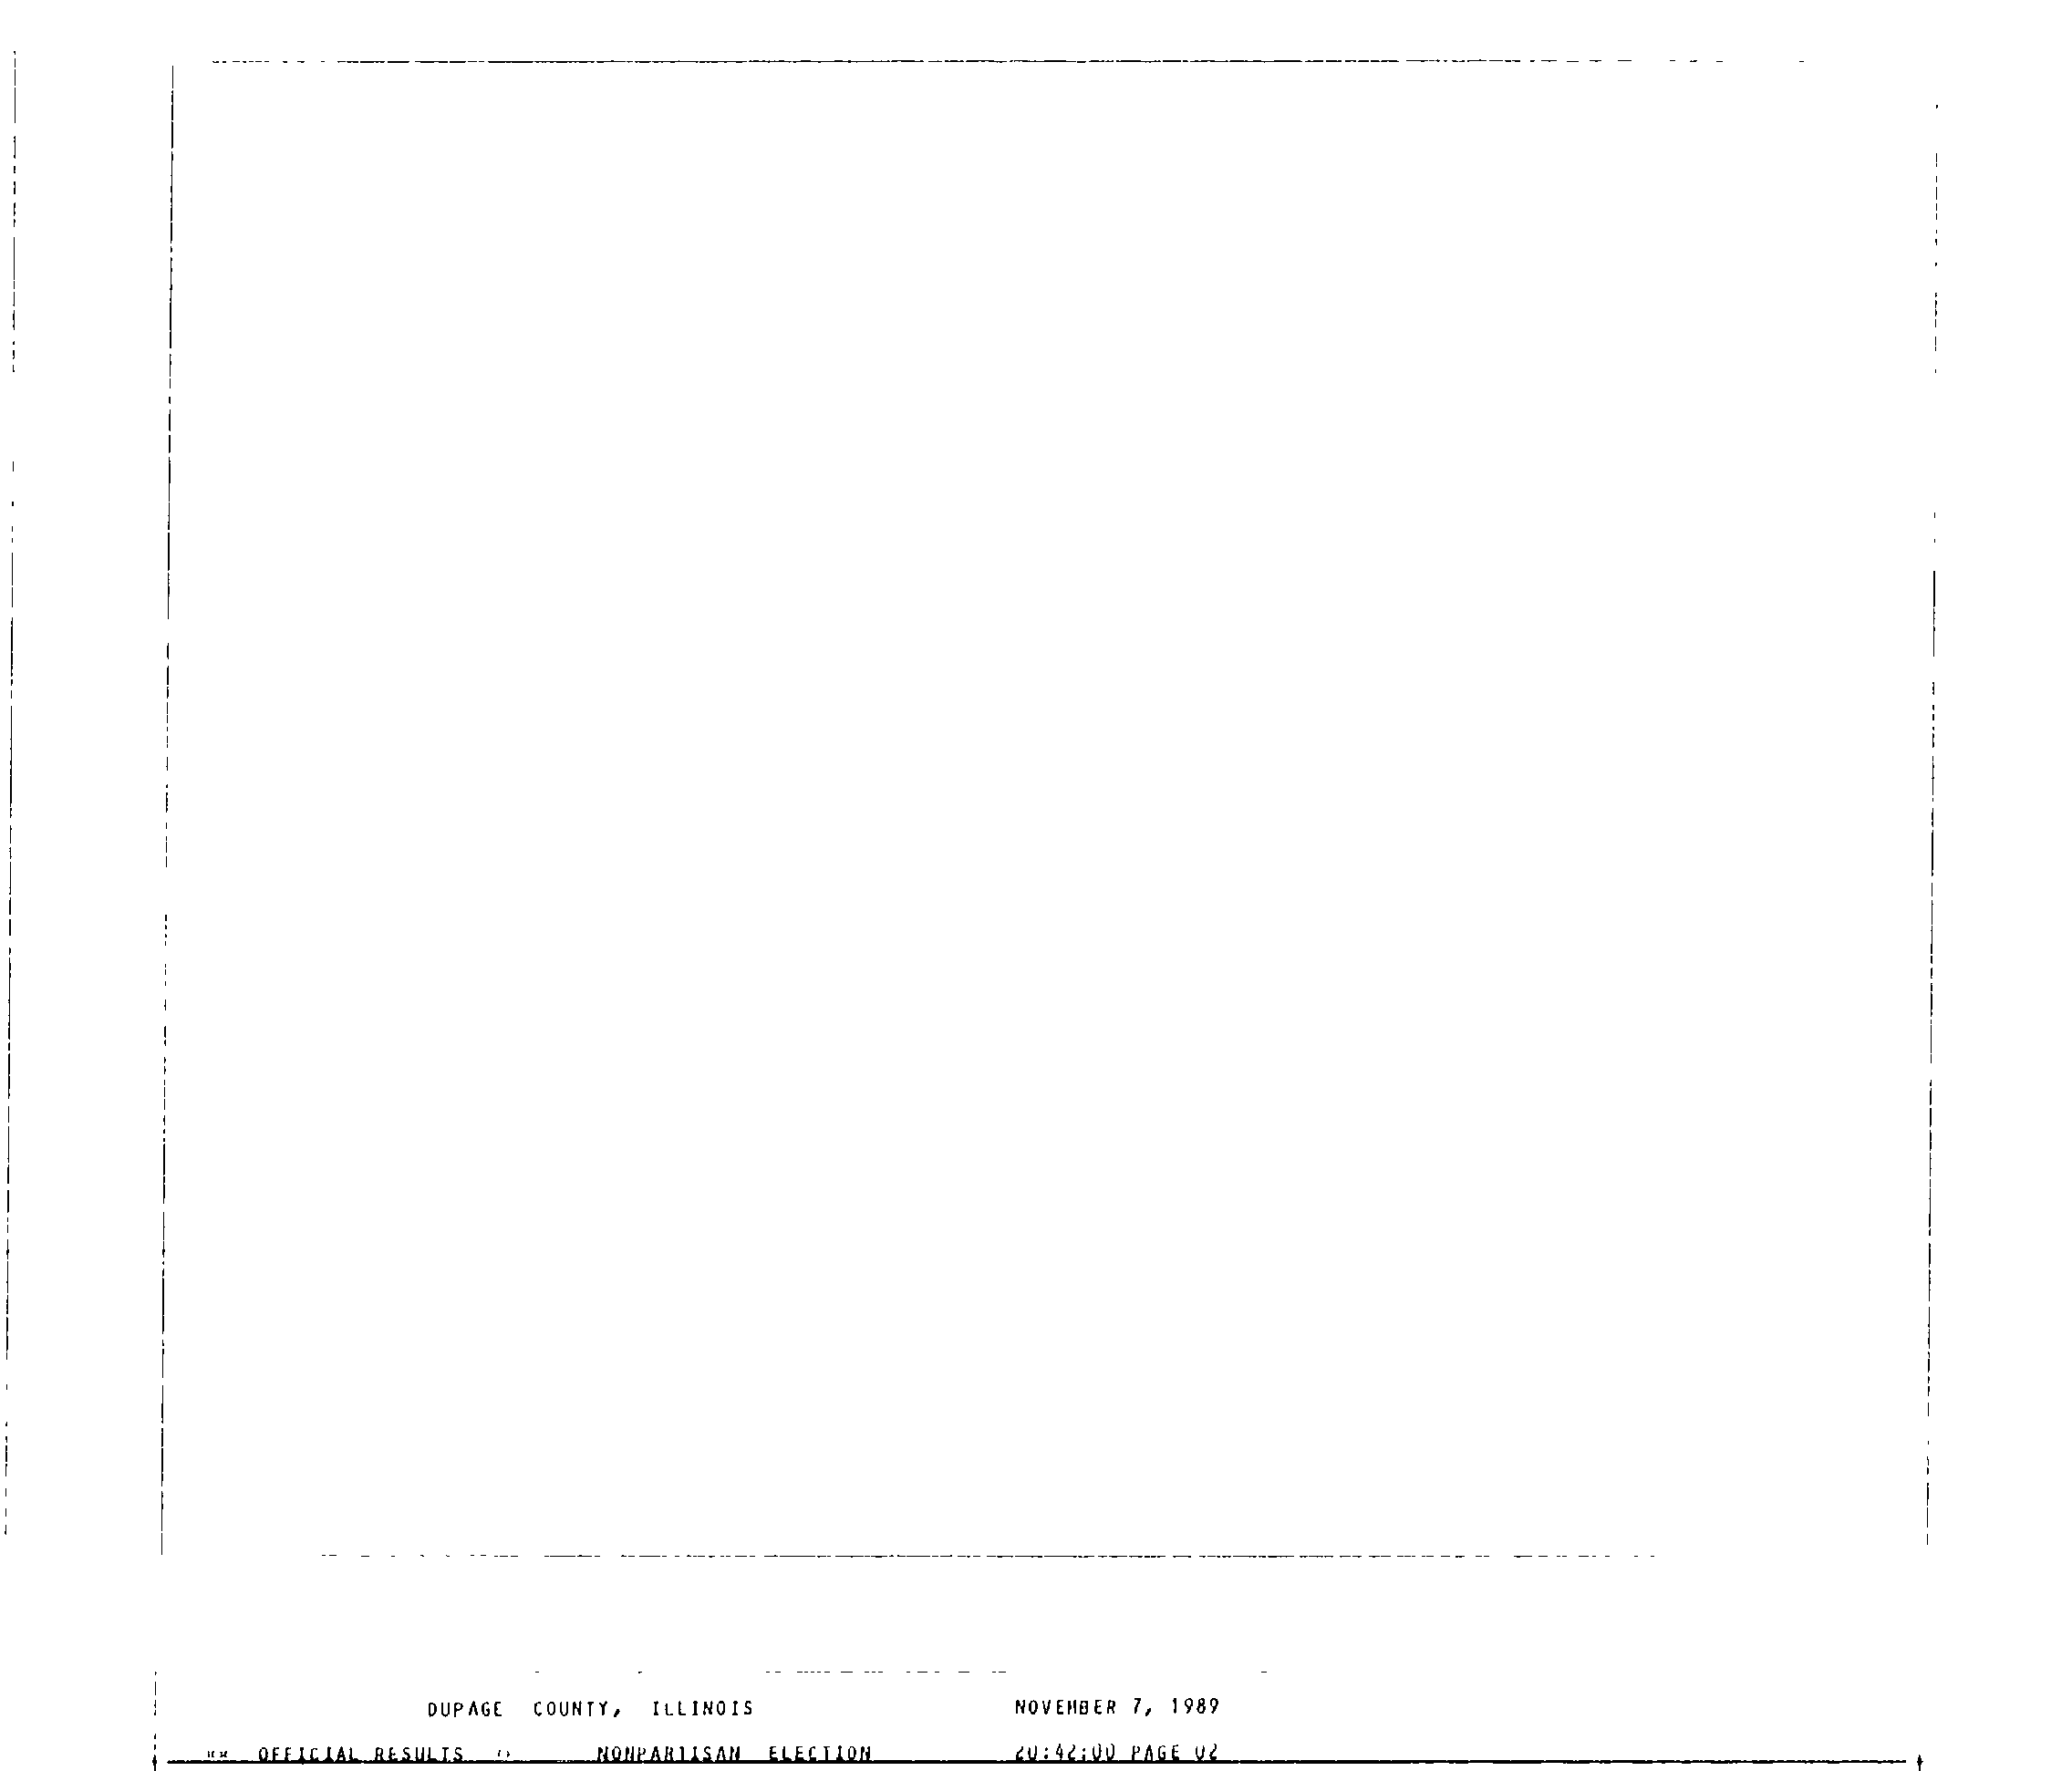 DUPAGE COUNTY, ILLINOIS NOVEMBER 7, 1989
** OFFICIAL RESULTS NONPARTISAN ELECTION 20:42:00 PAGE 02